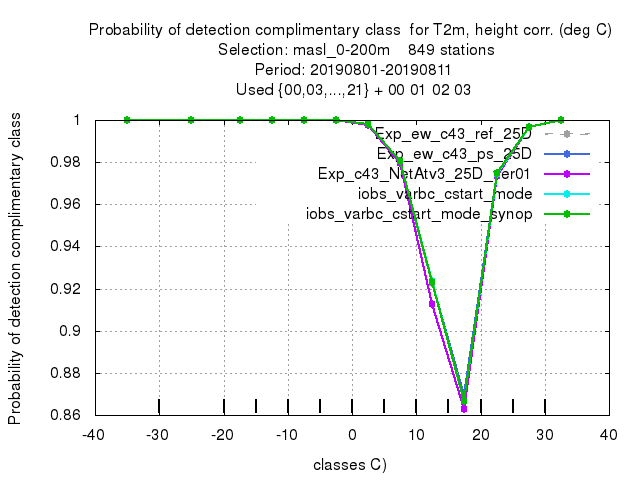 Probability of detection complimentary class  for T2m, height corr. (deg C)
Selection: masl_0-200m    849 stations
Period: 20190801-20190811
Used {00,03,...,21} + 00 01 02 03
Probability of detection complimentary class
1
0.98
0.96
0.94
0.92
0.9
0.88
0.86
Exp_ew_c43_ref_25D
Exp_ew_c43_ps_25D
Exp_c43_NetAtv3_25D_ver01
iobs_varbc_cstart_mode
iobs_varbc_cstart_mode_synop
-40 -30 -20 -10 0 10 20 30 40
classes C)